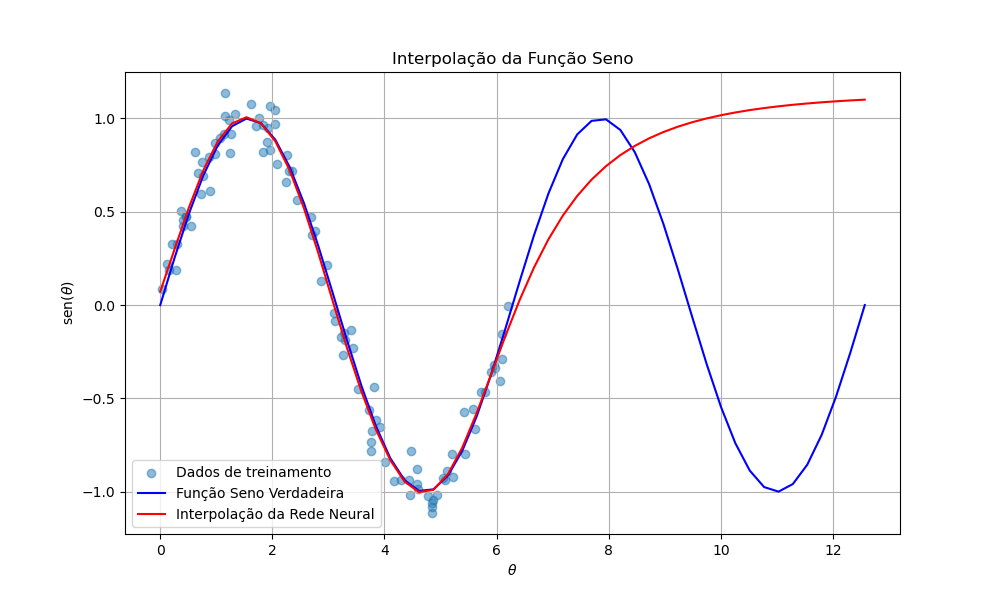 Interpolação da Função Seno
sen(θ)
1.0
0.5
0.0
−0.5
−1.0
Dados de treinamento
Função Seno Verdadeira
Interpolação da Rede Neural
0 2 4 6 8 10 12
θ